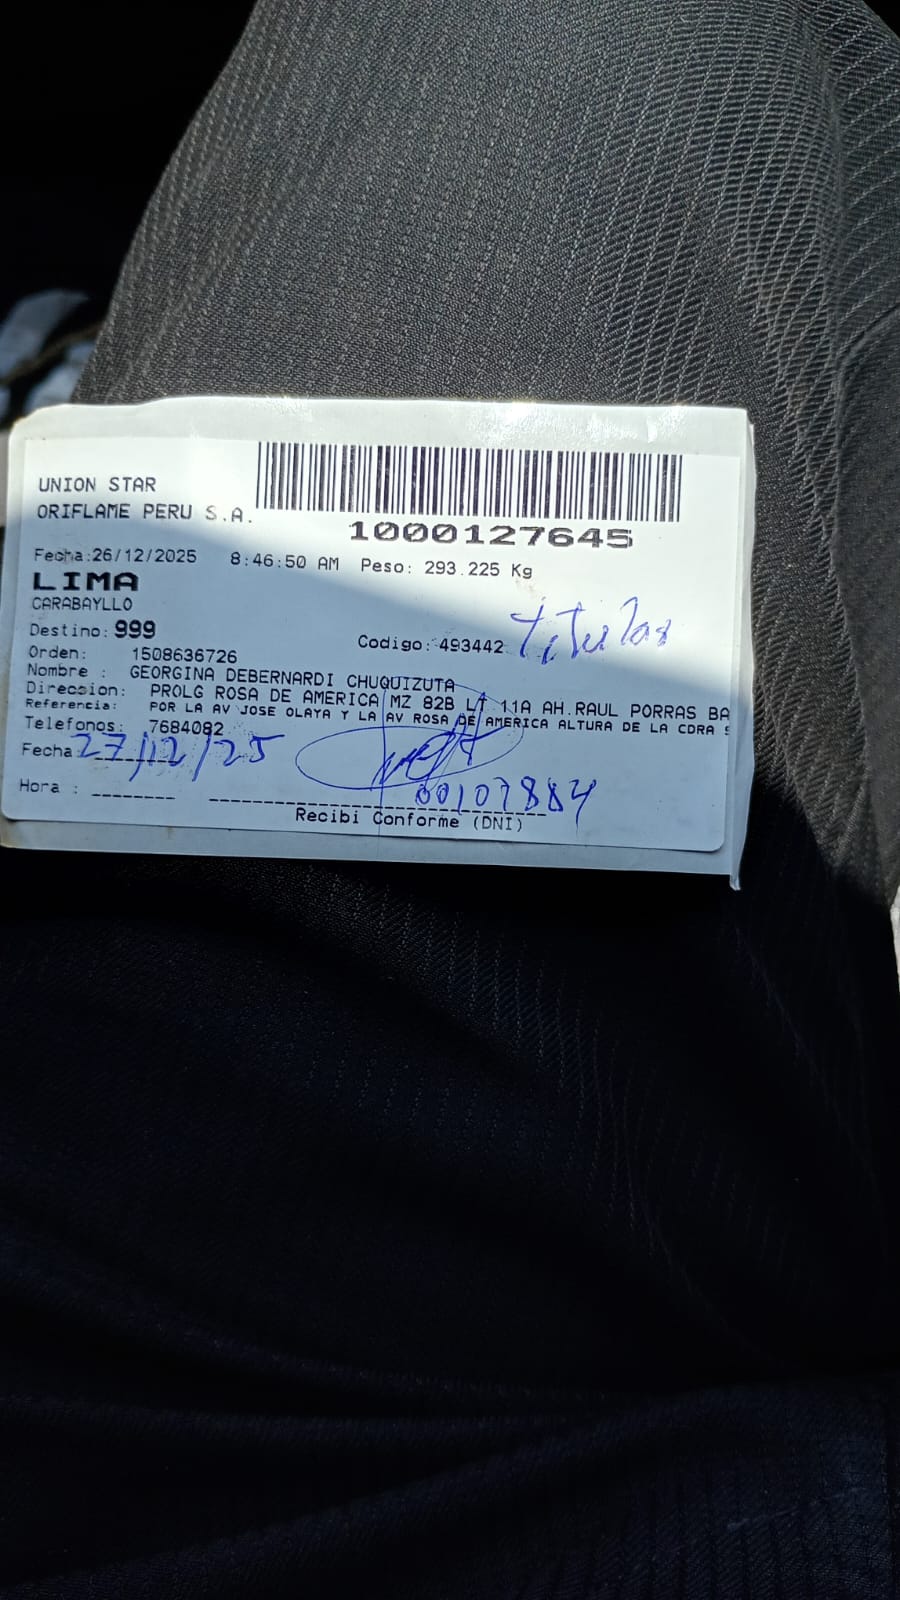 UNION STAR
ORIFLAME PERU S.A.
1000127645
Fecha:26/12/2025 8:46:50 AM Peso: 293.225 Kg
LIMA
CARABAYLLO
Destino: 999
Codigo: 493442 Titular
Orden: 1508636726
Nombre : GEORGINA DEBERNARDI CHUQUIZUTA
Direccion: PROLG ROSA DE AMERICA MZ 82B LT 11A AH.RAUL PORRAS BA
Referencia: POR LA AV JOSE OLAYA Y LA AV ROSA DE AMERICA ALTURA DE LA CDRA
Telefonos: 7684082
Fecha 27/12/25
Hora : 00107884
Recibi Conforme (DNI)